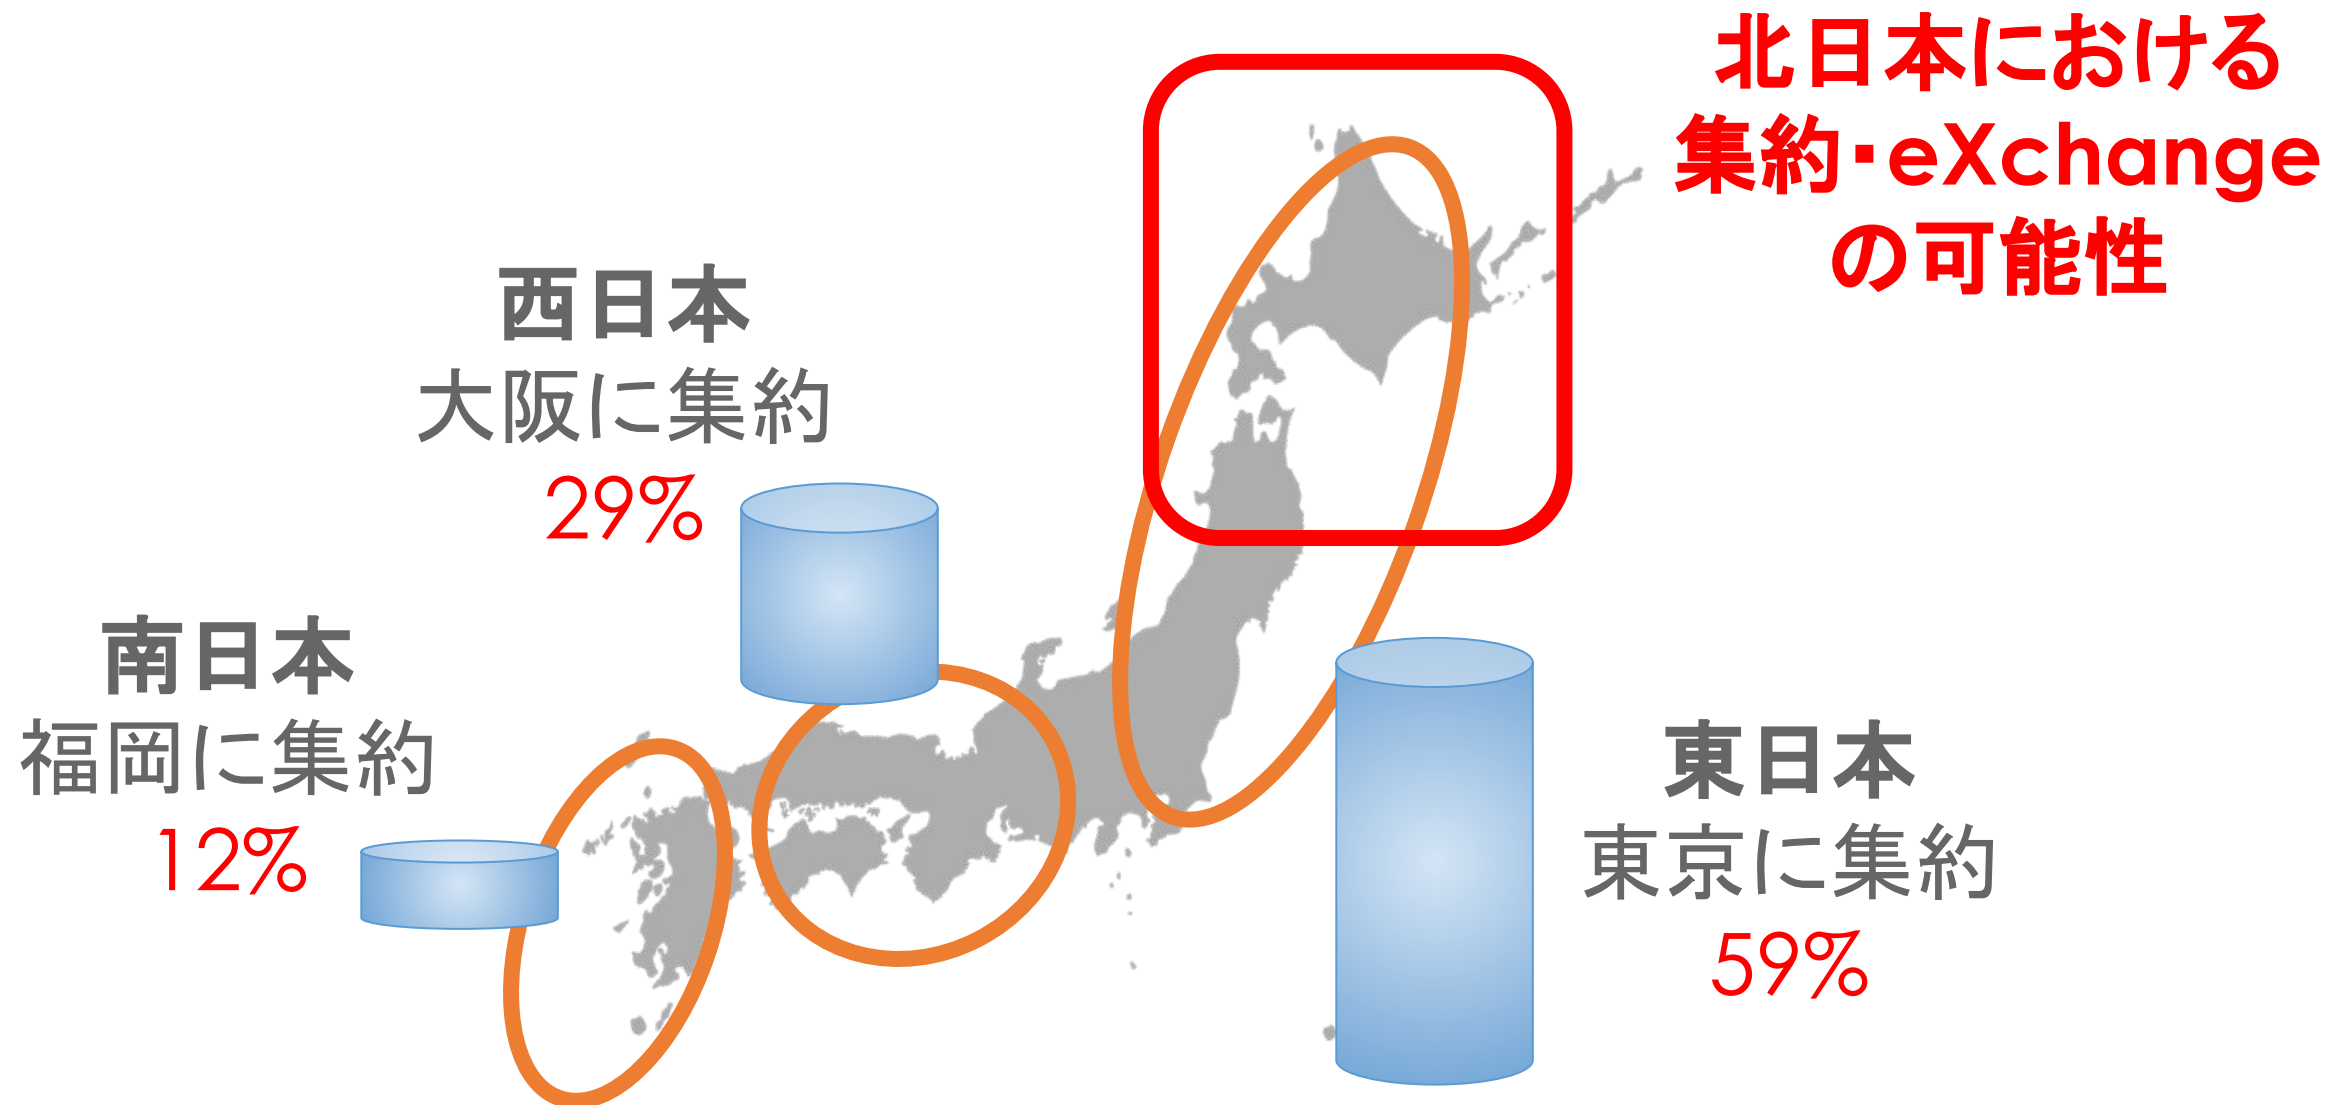 北日本における
集約・eXchange
の可能性
西日本
大阪に集約
29%
南日本
福岡に集約
12%
東日本
東京に集約
59%